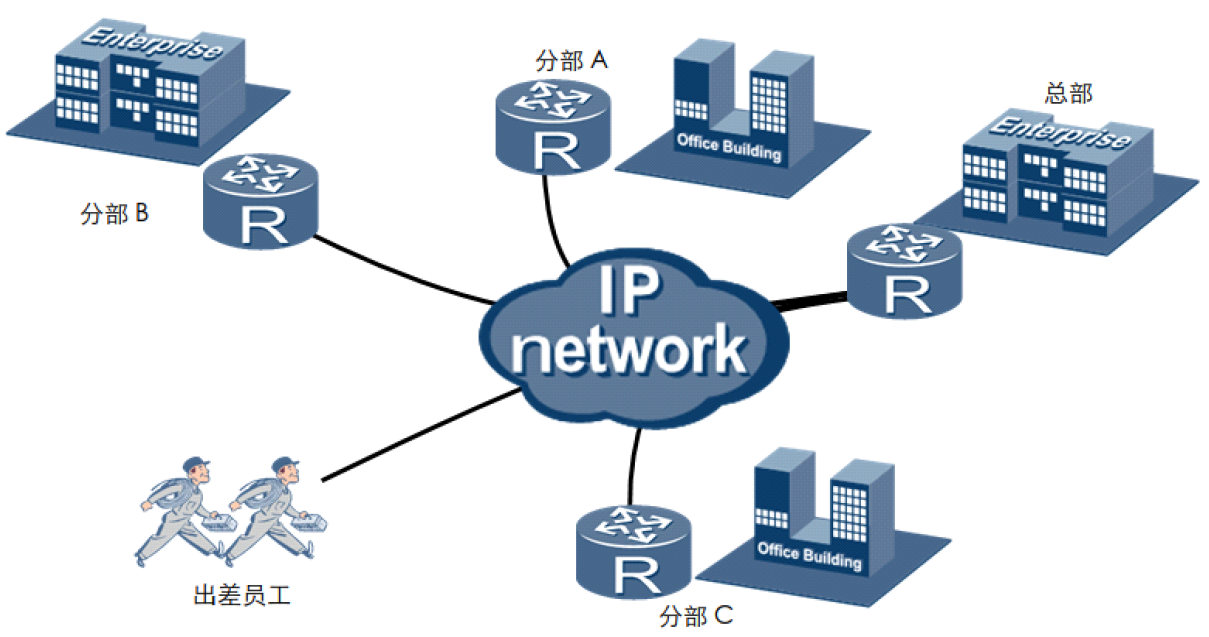 Enterprise
分部 A
Office Building
总部
Enterprise
R
分部 B
R
R
IP
network
R
Office Building
出差员工
分部 C